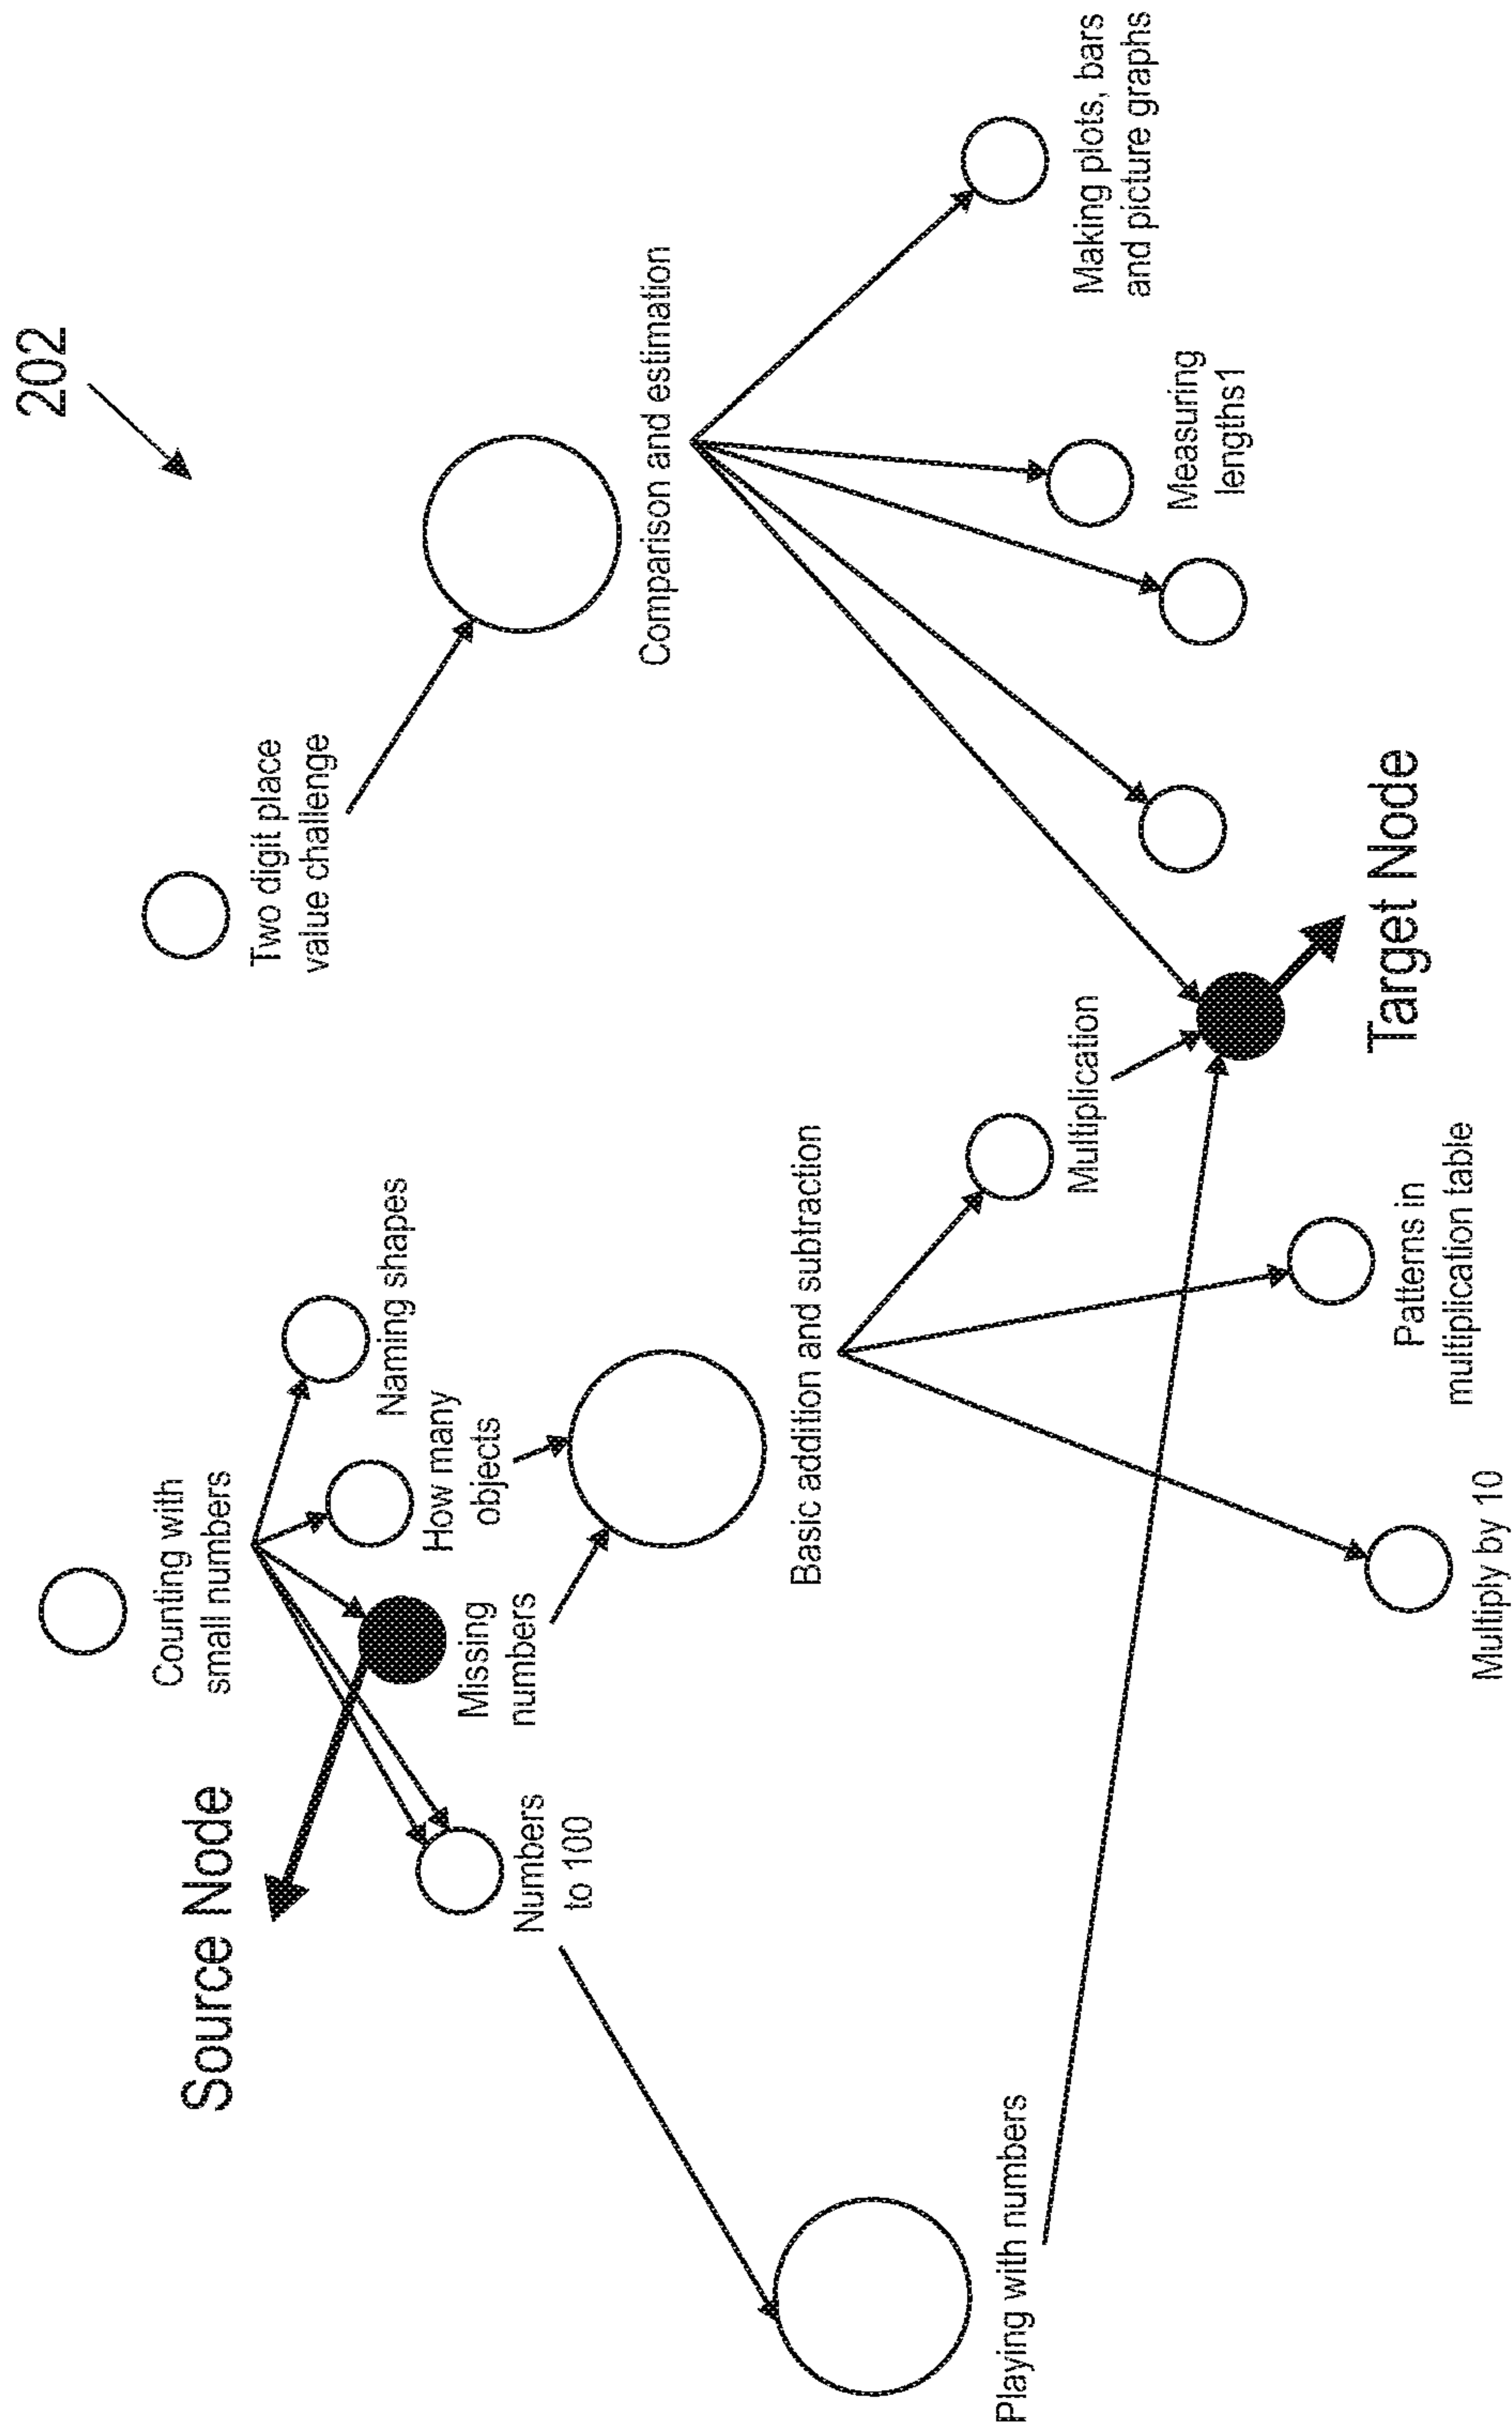 202
Source Node
Counting with
small numbers
Naming shapes
How many
objects
Missing
numbers
Numbers
to 100
Two digit place
value challenge
Comparison and estimation
Basic addition and subtraction
Playing with numbers
Multiplication
Making plots, bars
and picture graphs
Measuring
lengths1
Target Node
Patterns in
multiplication table
Multiply by 10